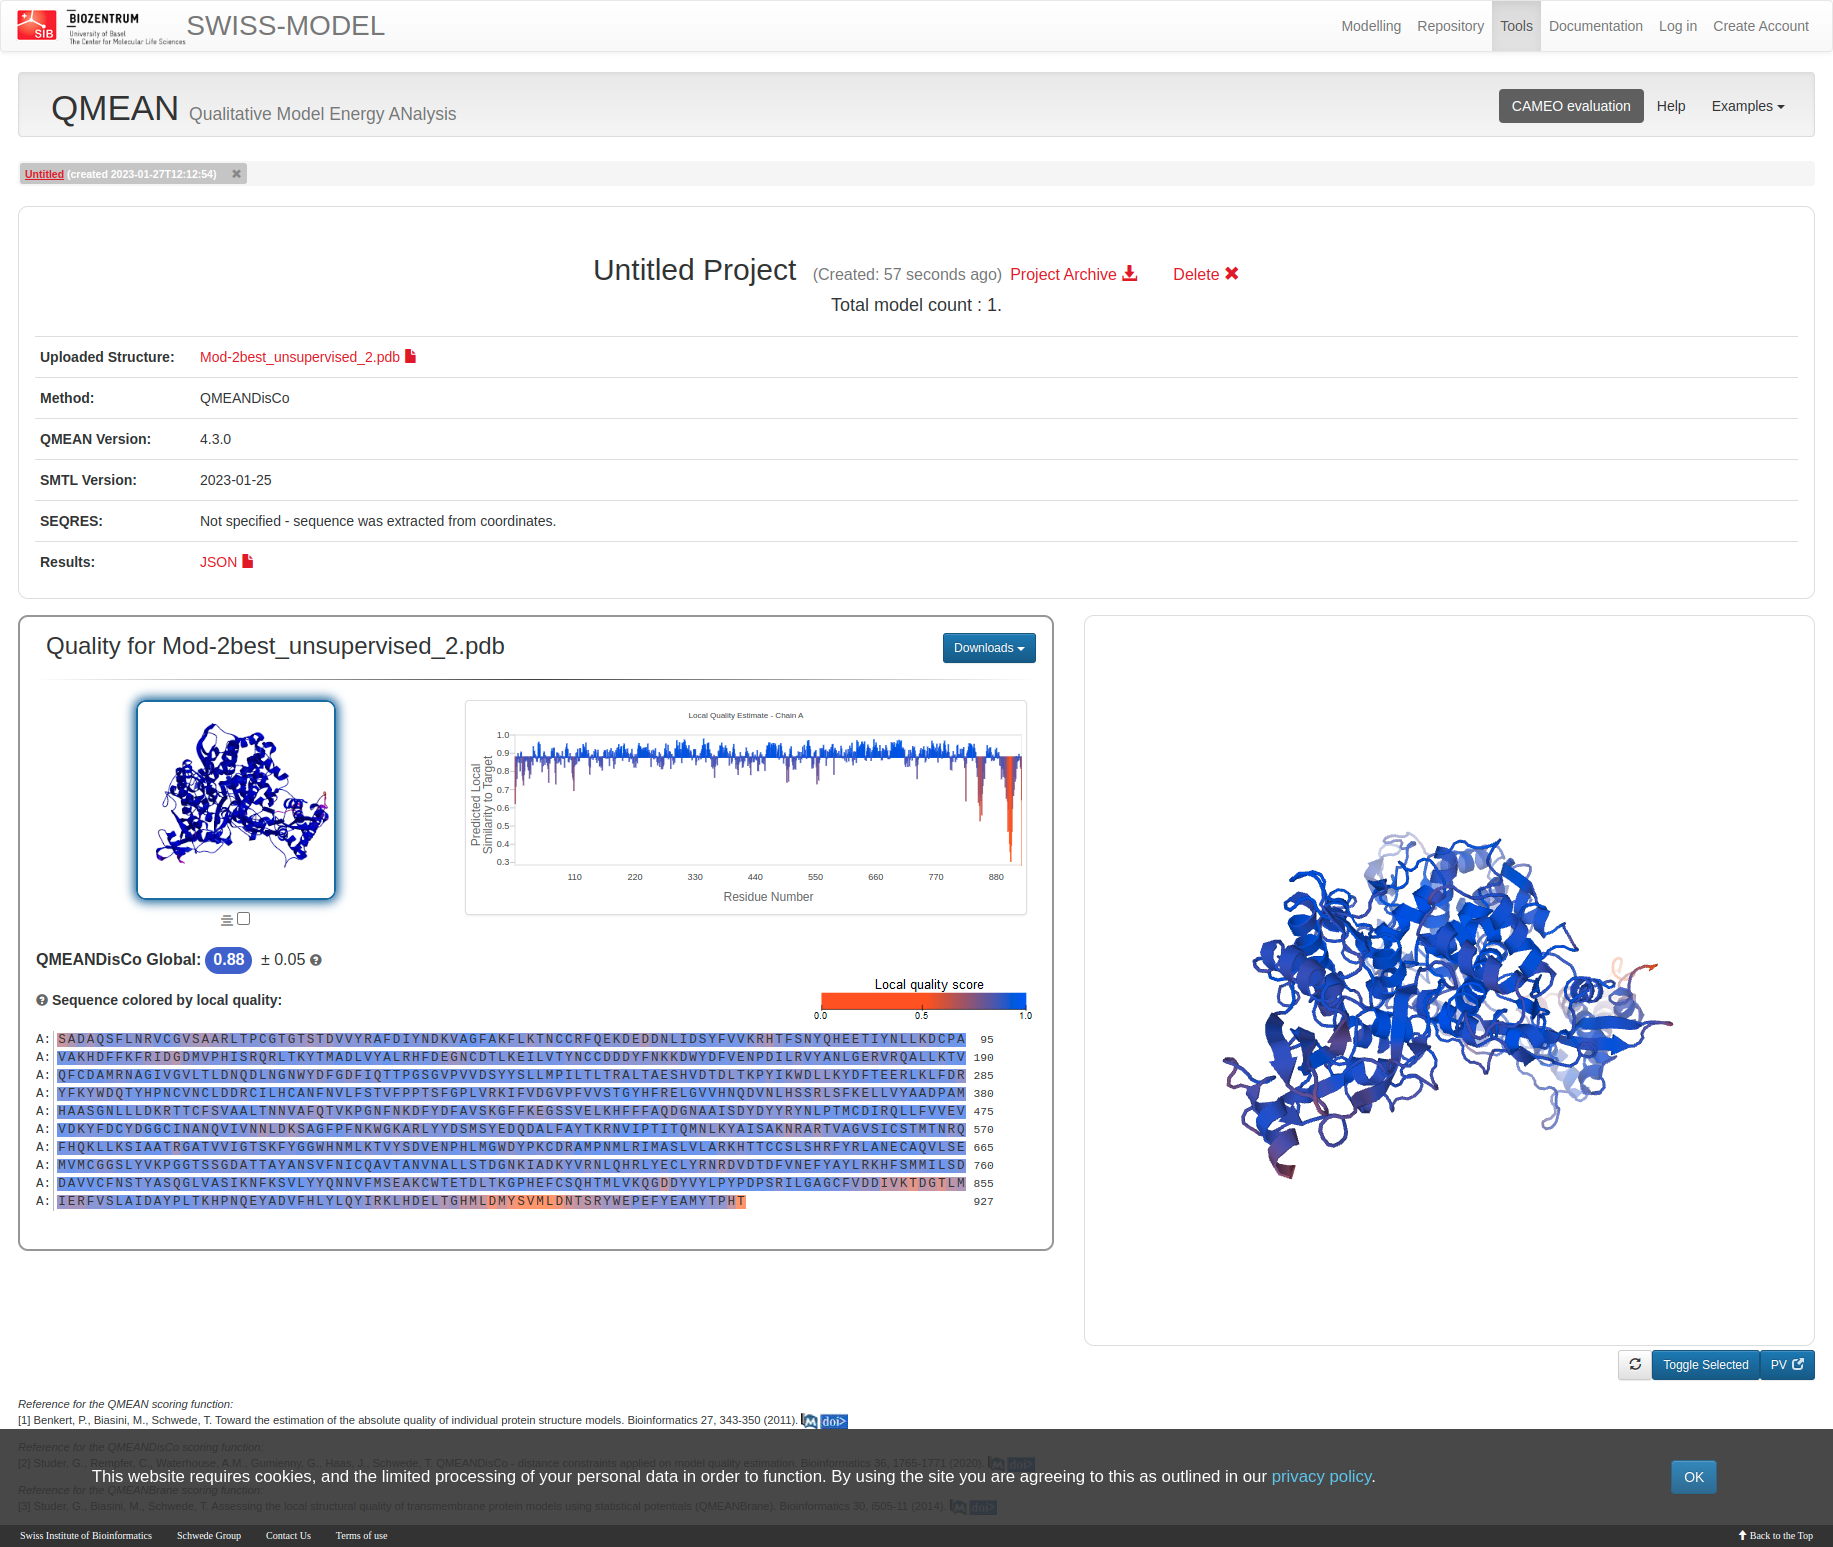 SIB
BIOZENTRUM
University of Basel
The Center for Molecular Life Sciences
SWISS-MODEL
Modelling Repository Tools Documentation Log in Create Account
QMEAN Qualitative Model Energy ANalysis
CAMEO evaluation Help Examples
Untitled (created 2023-01-27T12:12:54)
Untitled Project (Created: 57 seconds ago) Project Archive Delete
Total model count : 1.
Uploaded Structure: Mod-2best_unsupervised_2.pdb
Method: QMEANDisCo
QMEAN Version: 4.3.0
SMTL Version: 2023-01-25
SEQRES: Not specified - sequence was extracted from coordinates.
Results: JSON
Quality for Mod-2best_unsupervised_2.pdb
Downloads
Local Quality Estimate - Chain A
Predicted Local
Similarity to Target
1.0
0.9
0.8
0.7
0.6
0.5
0.4
0.3
110 220 330 440 550 660 770 880
Residue Number
QMEANDisCo Global: 0.88 ± 0.05
Sequence colored by local quality:
Local quality score
0.0 0.5 1.0
A: SADAQSFLNRVCGVSAARLTPCGTGTSTDVVYRAFDIYNDKVAGFAKFLKTNCCRFQEKDEDDNLIDSYFVVKRHTFSNYQHEETIYNLLKDCPA 95
A: VAKHDFFKFRIDGDMVPHISRQRLTKYTMADLVYALRHFDEGNCDTLKEILVTYNCCDDDYFNKKDWYDFVENPDILRVYANLGERVRQALLKTV 190
A: QFCDAMRNAGIVGVLTLDNQDLNGNWYDFGDFIQTTPGSGVPVVDSYYSLLMPILTLTRALTAESHVDTDLTKPYIKWDLLKYDFTEERLKLFDR 285
A: YFKYWDQTYHPNCVNCLDDRCILHCANFNVLFSTVFPPTSFGPLVRKIFVDGVPFVVSTGYHFRELGVVHNQDVNLHSSRLSFKELLVYAADPAM 380
A: HAASGNLLLDKRTTCFSVAALTNNVAFQTVKPGNFNKDFYDFAVSKGFFKEGSSVELKHFFFAQDGNAAISDYDYYRYNLPTMCDIRQLLFVVEV 475
A: VDKYFDCYDGGCINANQVIVNNLDKSAGFPFNKWGKARLYYDSMSYEDQDALFAYTKRNVIPTITQMNLKYAISAKNRARTVAGVSICSTMTNRQ 570
A: FHQKLLKSIAATRGATVVIGTSKFYGGWHNMLKTVYSDVENPHLMGWDYPKCDRAMPNMLRIMASLVLARKHTTCCSLSHRFYRLANECAQVLSE 665
A: MVMCGGSLYVKPGGTSSGDATTAYANSVFNICQAVTANVNALLSTDGNKIADKYVRNLQHRLYECLYRNRDVDTDFVNEFYAYLRKHFSMMILSD 760
A: DAVVCFNSTYASQGLVASIKNFKSVLYYQNNVFMSEAKCWTETDLTKGPHEFCSQHTMLVKQGDDYVYLPYPDPSRILGAGCFVDDIVKTDGTLM 855
A: IERFVSLAIDAYPLTKHPNQEYADVFHLYLQYIRKLHDELTGHMLDMYSVMLDNTSRYWEPEFYEAMYTPHT 927
Toggle Selected PV
Reference for the QMEAN scoring function:
[1] Benkert, P., Biasini, M., Schwede, T. Toward the estimation of the absolute quality of individual protein structure models. Bioinformatics 27, 343-350 (2011). doi>
Reference for the QMEANDisCo scoring function:
[2] Studer, G., Rempfer, C., Waterhouse, A.M., Gumienny, G., Haas, J., Schwede, T. QMEANDisCo - distance constraints applied on model quality estimation. Bioinformatics 36, 1765-1771 (2020). doi>
This website requires cookies, and the limited processing of your personal data in order to function. By using the site you are agreeing to this as outlined in our privacy policy.
OK
Reference for the QMEANBrane scoring function:
[3] Studer, G., Biasini, M., Schwede, T. Assessing the local structural quality of transmembrane protein models using statistical potentials (QMEANBrane). Bioinformatics 30, i505-11 (2014). doi>
Swiss Institute of Bioinformatics Schwede Group Contact Us Terms of use Back to the Top